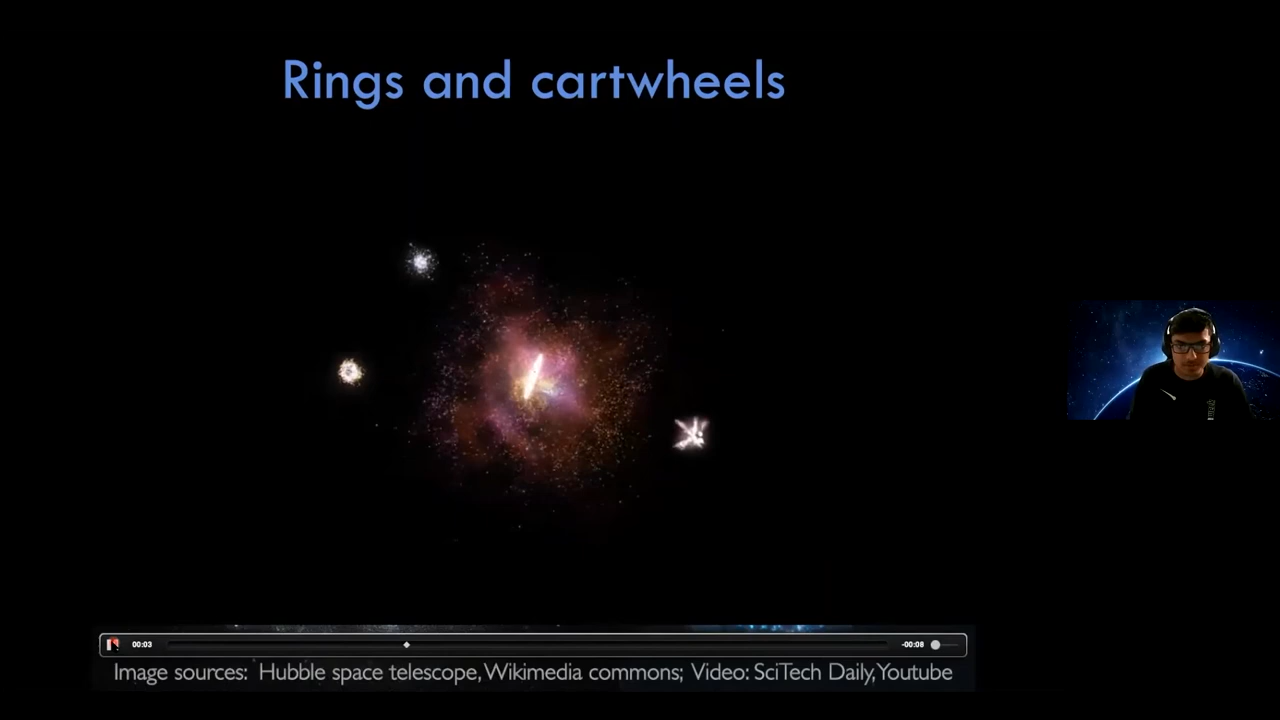 Rings and cartwheels
00:03
-00:08
Image sources: Hubble space telescope, Wikimedia commons; Video: SciTech Daily, Youtube